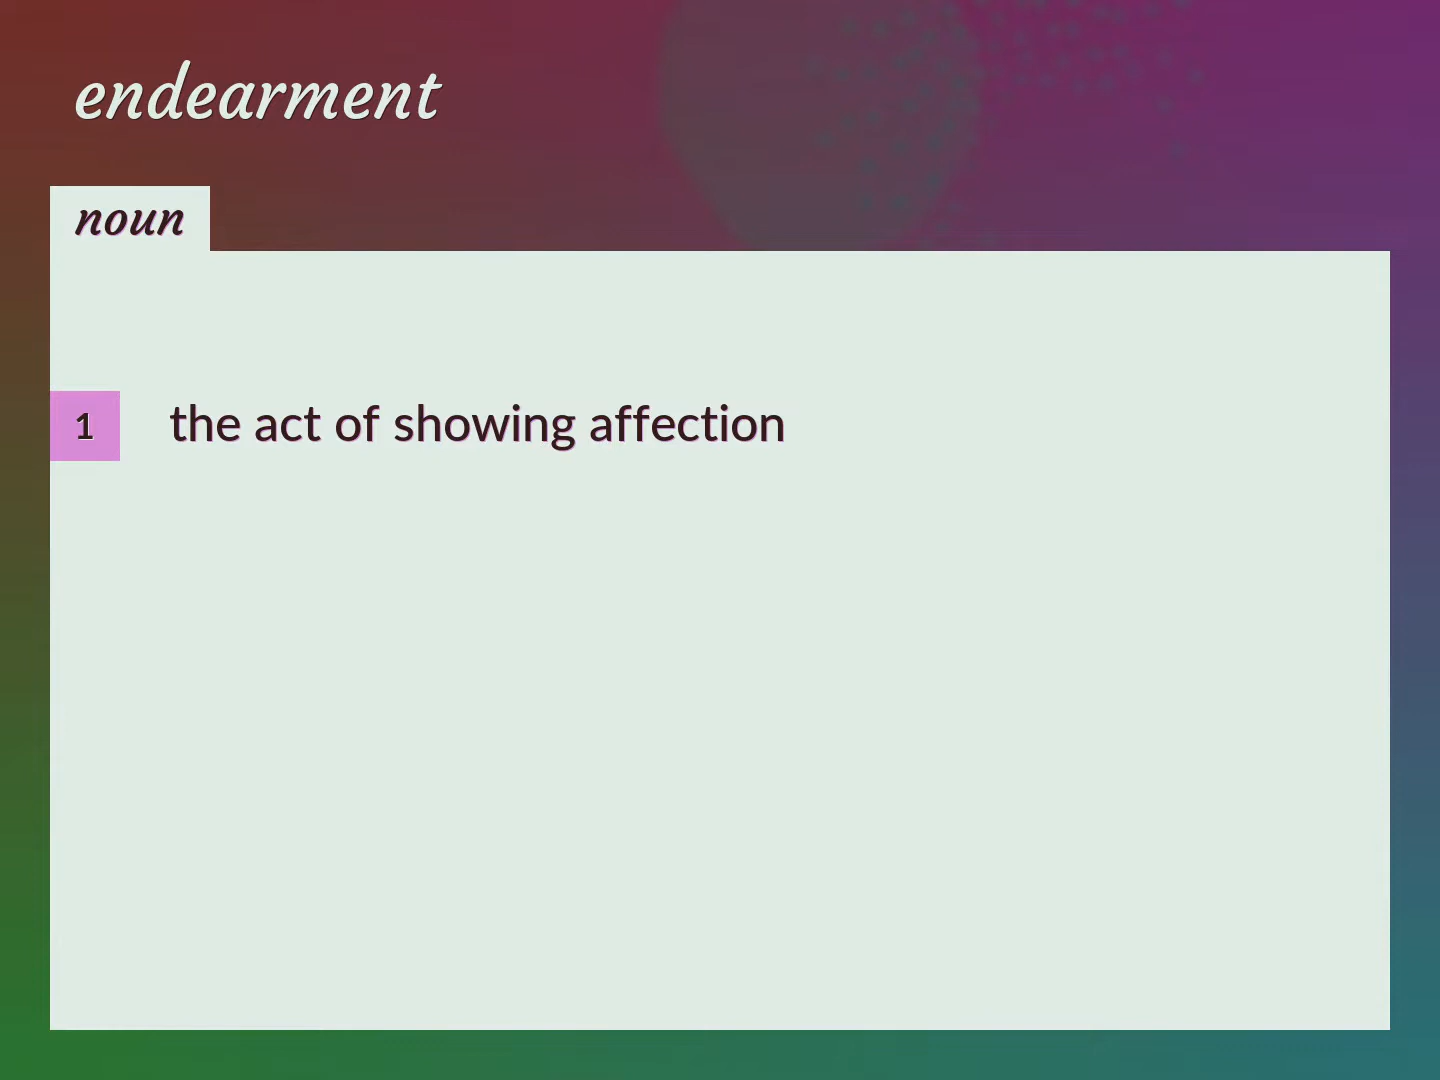 endearment
noun
1 the act of showing affection